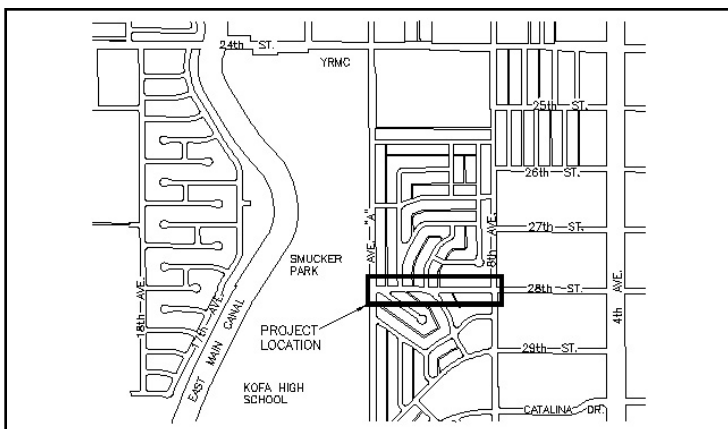 24th ST.
YRMC
25th ST.
26th ST.
AVE. "A"
27th ST.
8th AVE.
SMUCKER
PARK
28th ST.
4th AVE.
18th AVE.
17th AVE.
EAST MAIN CANAL
PROJECT
LOCATION
29th ST.
KOFA HIGH
SCHOOL
CATALINA DR.